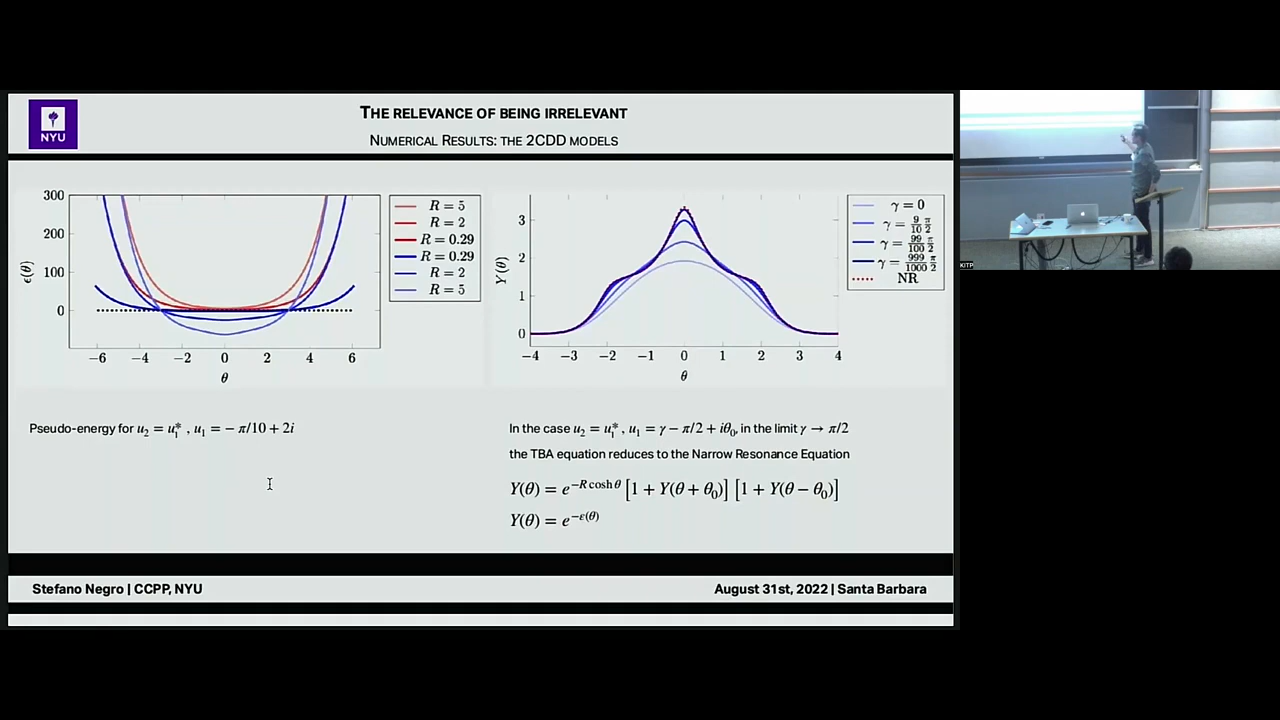 NYU
THE RELEVANCE OF BEING IRRELEVANT
NUMERICAL RESULTS: THE 2CDD MODELS
300
200
100
0
ϵ(θ)
−6 −4 −2 0 2 4 6
θ
R = 5
R = 2
R = 0.29
R = 0.29
R = 2
R = 5
3
2
1
0
Y(θ)
−4 −3 −2 −1 0 1 2 3 4
θ
γ = 0
γ = 9/10 π/2
γ = 99/100 π/2
γ = 999/1000 π/2
NR
Pseudo-energy for u₂ = u₁* , u₁ = − π/10 + 2i
In the case u₂ = u₁* , u₁ = γ − π/2 + iθ₀, in the limit γ → π/2
the TBA equation reduces to the Narrow Resonance Equation
Y(θ) = e^{−R cosh θ} [1 + Y(θ + θ₀)] [1 + Y(θ − θ₀)]
Y(θ) = e^{−ε(θ)}
Stefano Negro | CCPP, NYU
August 31st, 2022 | Santa Barbara
KITP